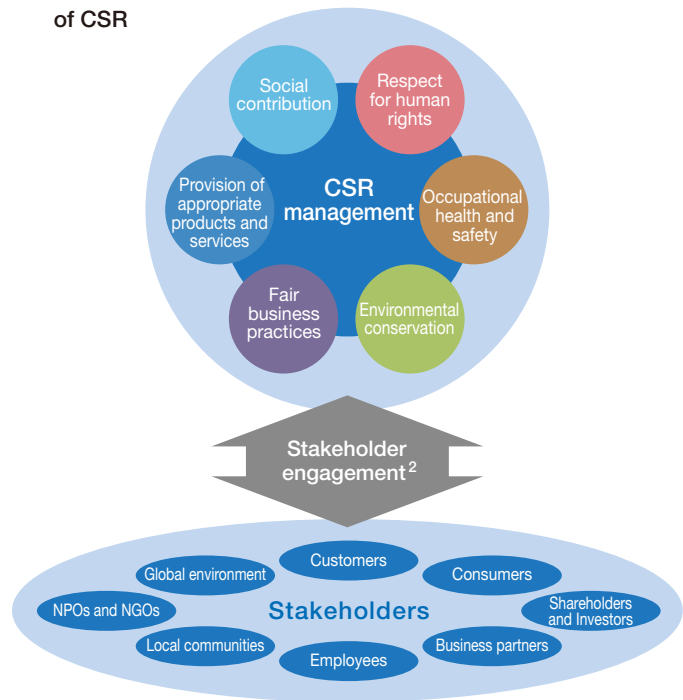 of CSR
Social
contribution
Respect
for human
rights
Provision of
appropriate
products and
services
CSR
management
Occupational
health and
safety
Fair
business
practices
Environmental
conservation
Stakeholder
engagement²
Customers
Global environment
Consumers
NPOs and NGOs
Stakeholders
Shareholders
and Investors
Local communities
Business partners
Employees